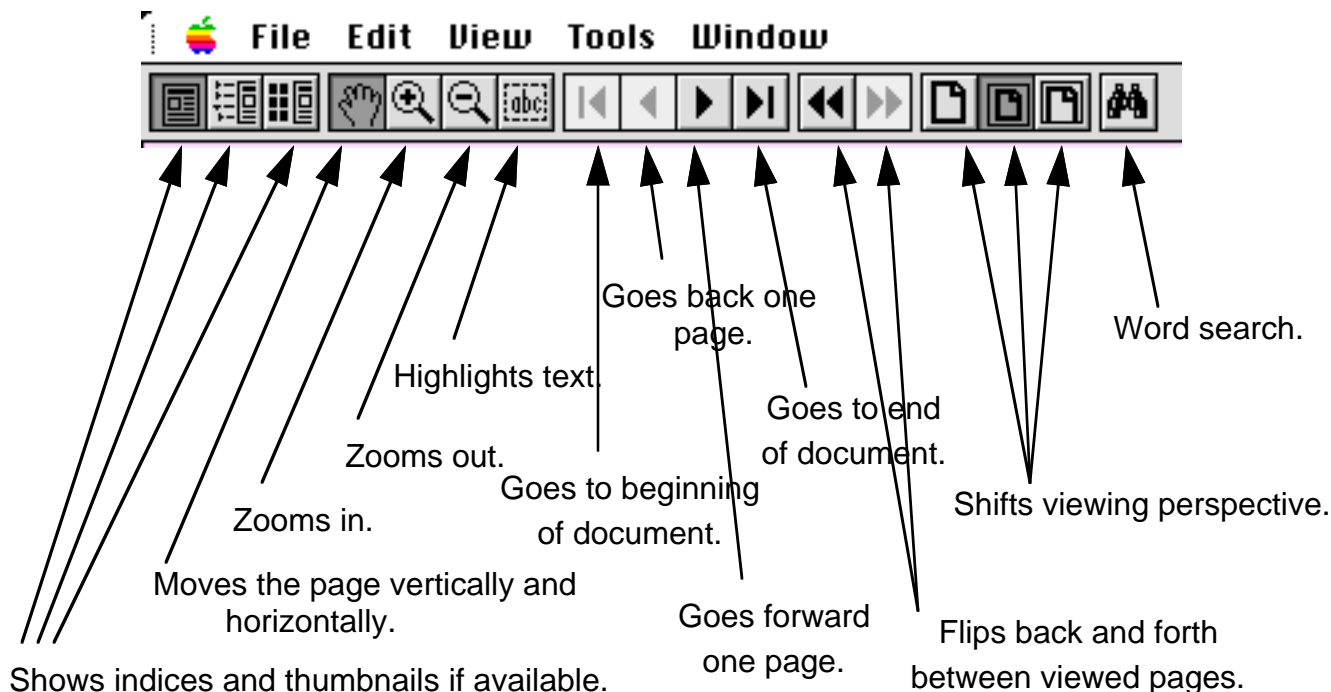 File Edit View Tools Window
abc
Goes back one
page.
Word search.
Highlights text.
Goes to end
of document.
Zooms out.
Goes to beginning
of document.
Shifts viewing perspective.
Zooms in.
Moves the page vertically and
horizontally.
Goes forward
one page.
Flips back and forth
between viewed pages.
Shows indices and thumbnails if available.